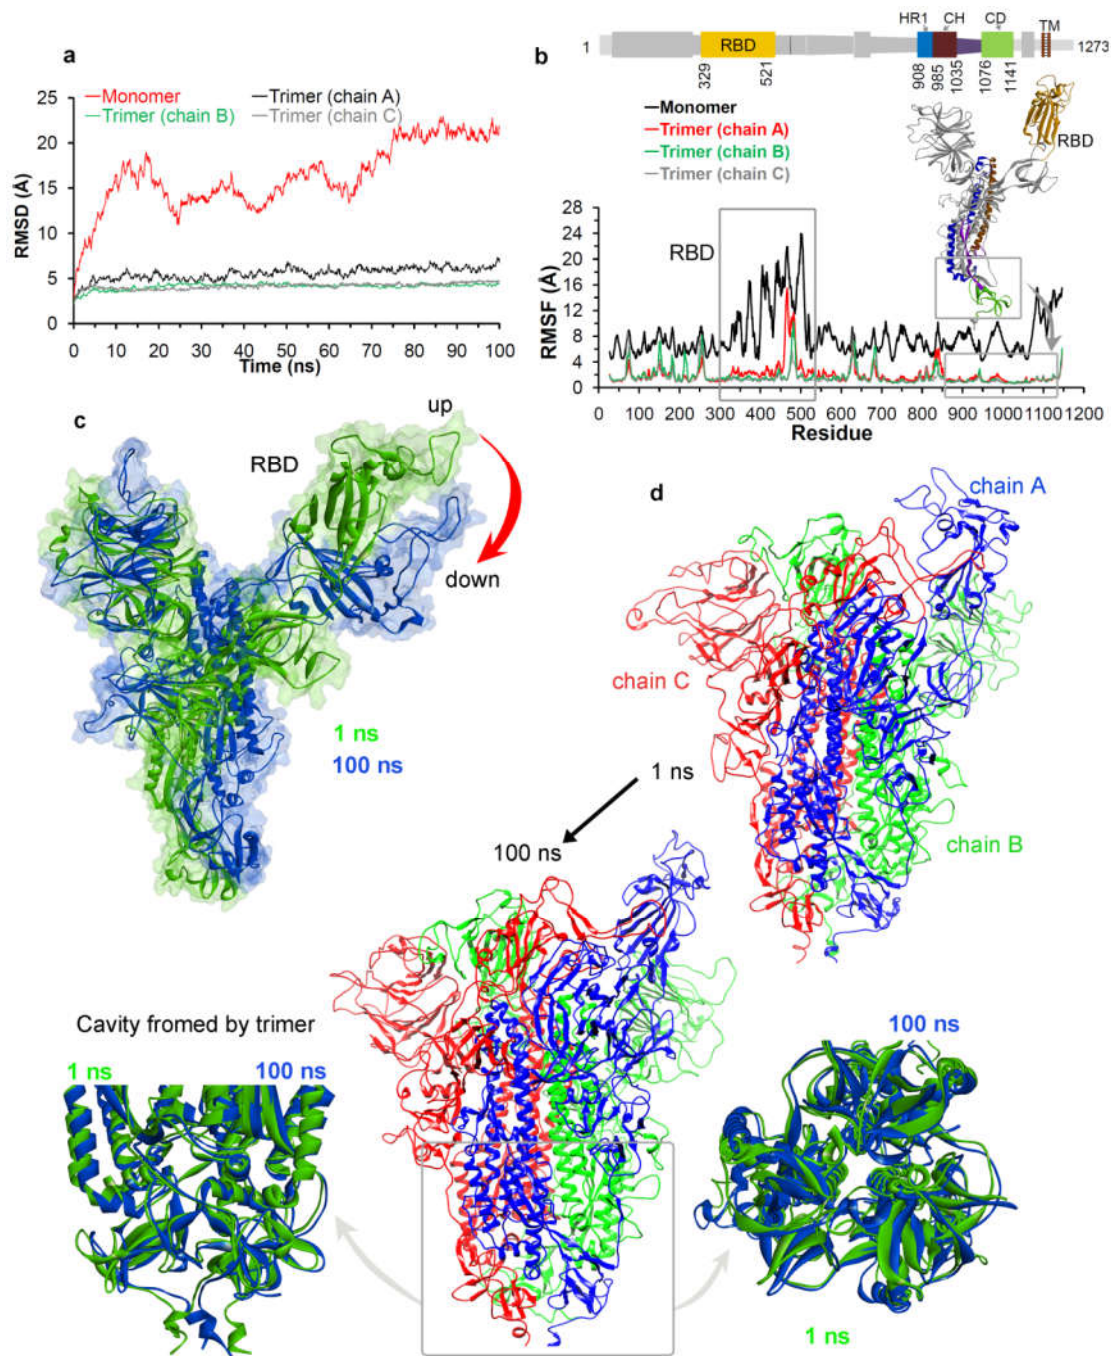 a
Monomer
Trimer (chain A)
Trimer (chain B)
Trimer (chain C)
RMSD (Å)
25
20
15
10
5
0
0 10 20 30 40 50 60 70 80 90 100
Time (ns)
b
HR1 CH CD TM
1 RBD 1273
329 521 908 985 1035 1076 1141
Monomer
Trimer (chain A)
Trimer (chain B)
Trimer (chain C)
RBD
RBD
RMSF (Å)
28
24
20
16
12
8
4
0
0 100 200 300 400 500 600 700 800 900 1000 1100 1200
Residue
c
up
RBD
down
1 ns
100 ns
d
chain A
chain C
chain B
1 ns
100 ns
Cavity fromed by trimer
1 ns 100 ns
100 ns
1 ns